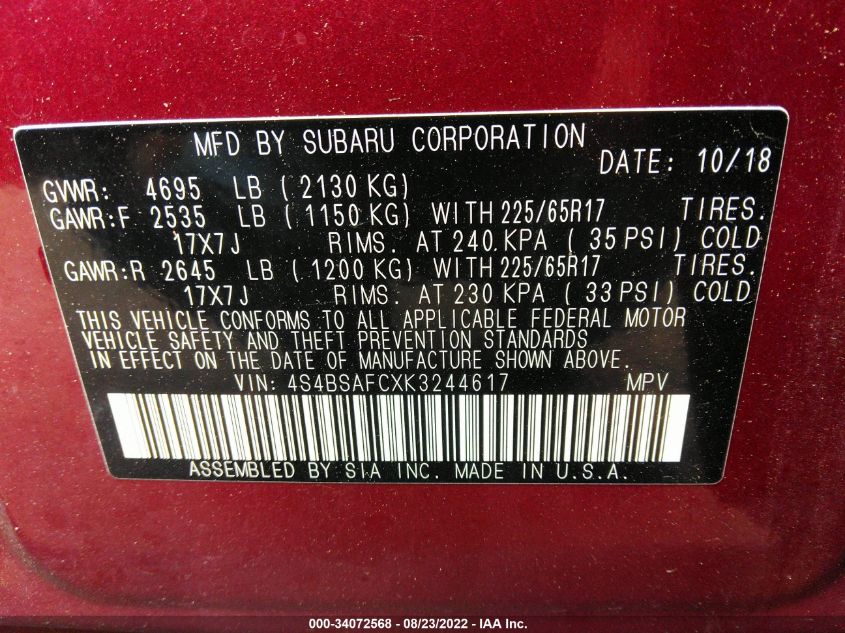 MFD BY SUBARU CORPORATION
DATE: 10/18
GVWR: 4695 LB (2130 KG)
GAWR:F 2535 LB (1150 KG) WITH 225/65R17 TIRES.
17X7J RIMS. AT 240 KPA (35 PSI) COLD
GAWR:R 2645 LB (1200 KG) WITH 225/65R17 TIRES.
17X7J RIMS. AT 230 KPA (33 PSI) COLD
THIS VEHICLE CONFORMS TO ALL APPLICABLE FEDERAL MOTOR
VEHICLE SAFETY AND THEFT PREVENTION STANDARDS
IN EFFECT ON THE DATE OF MANUFACTURE SHOWN ABOVE.
VIN: 4S4BSAFCXK3244617 MPV
ASSEMBLED BY SIA INC. MADE IN U.S.A.
000-34072568 - 08/23/2022 - IAA Inc.